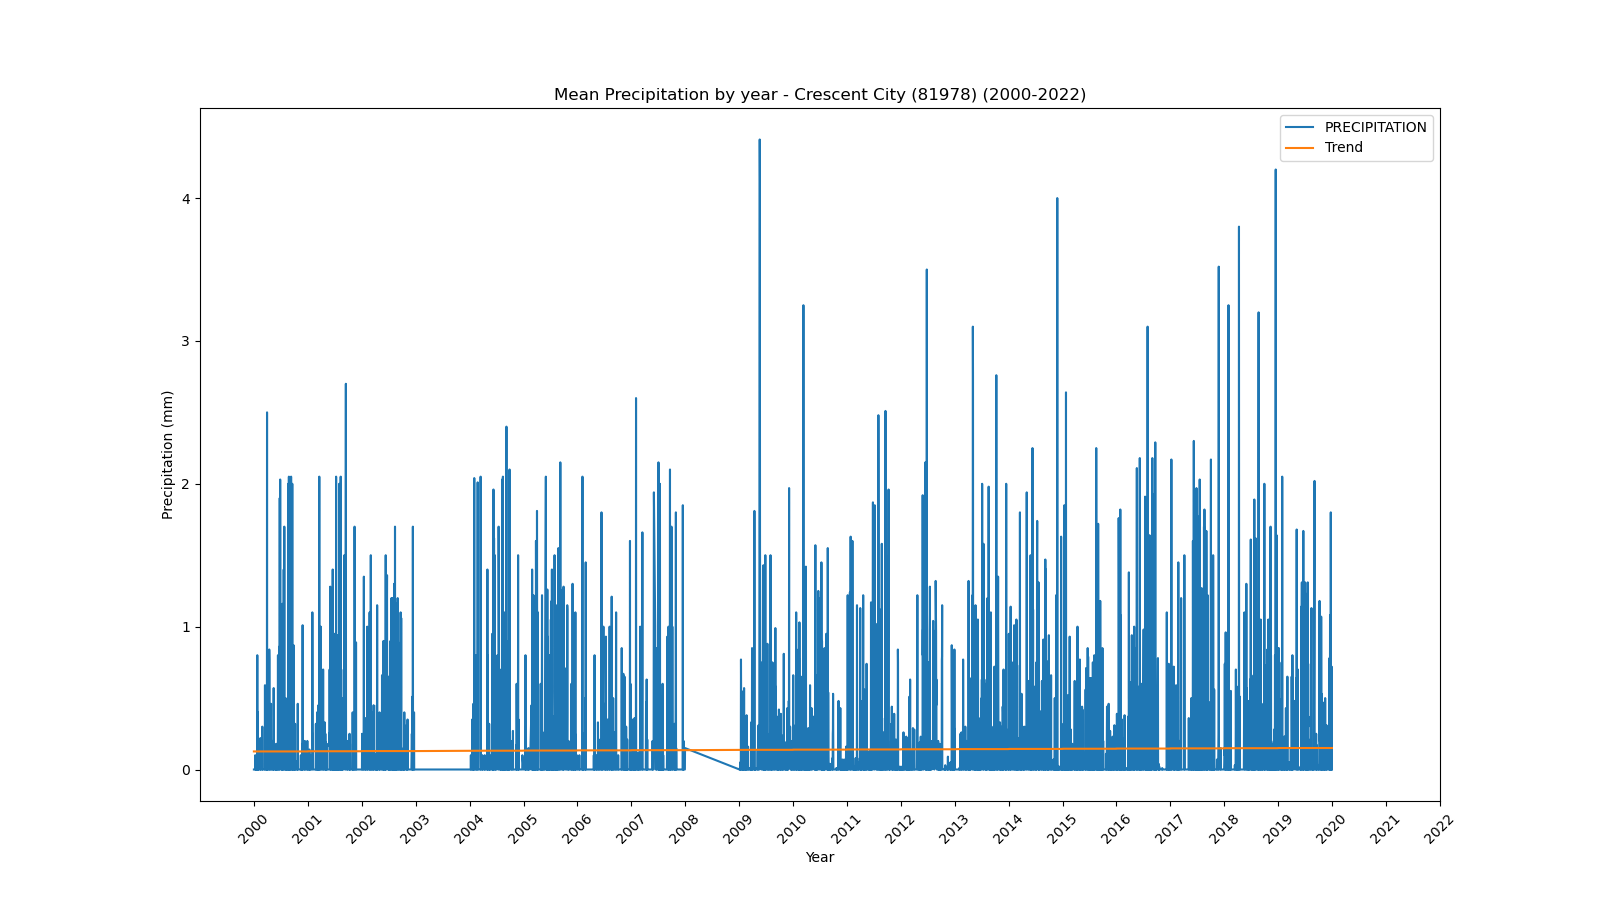 Mean Precipitation by year - Crescent City (81978) (2000-2022)
PRECIPITATION
Trend
4
3
2
1
0
Precipitation (mm)
2000 2001 2002 2003 2004 2005 2006 2007 2008 2009 2010 2011 2012 2013 2014 2015 2016 2017 2018 2019 2020 2021 2022
Year